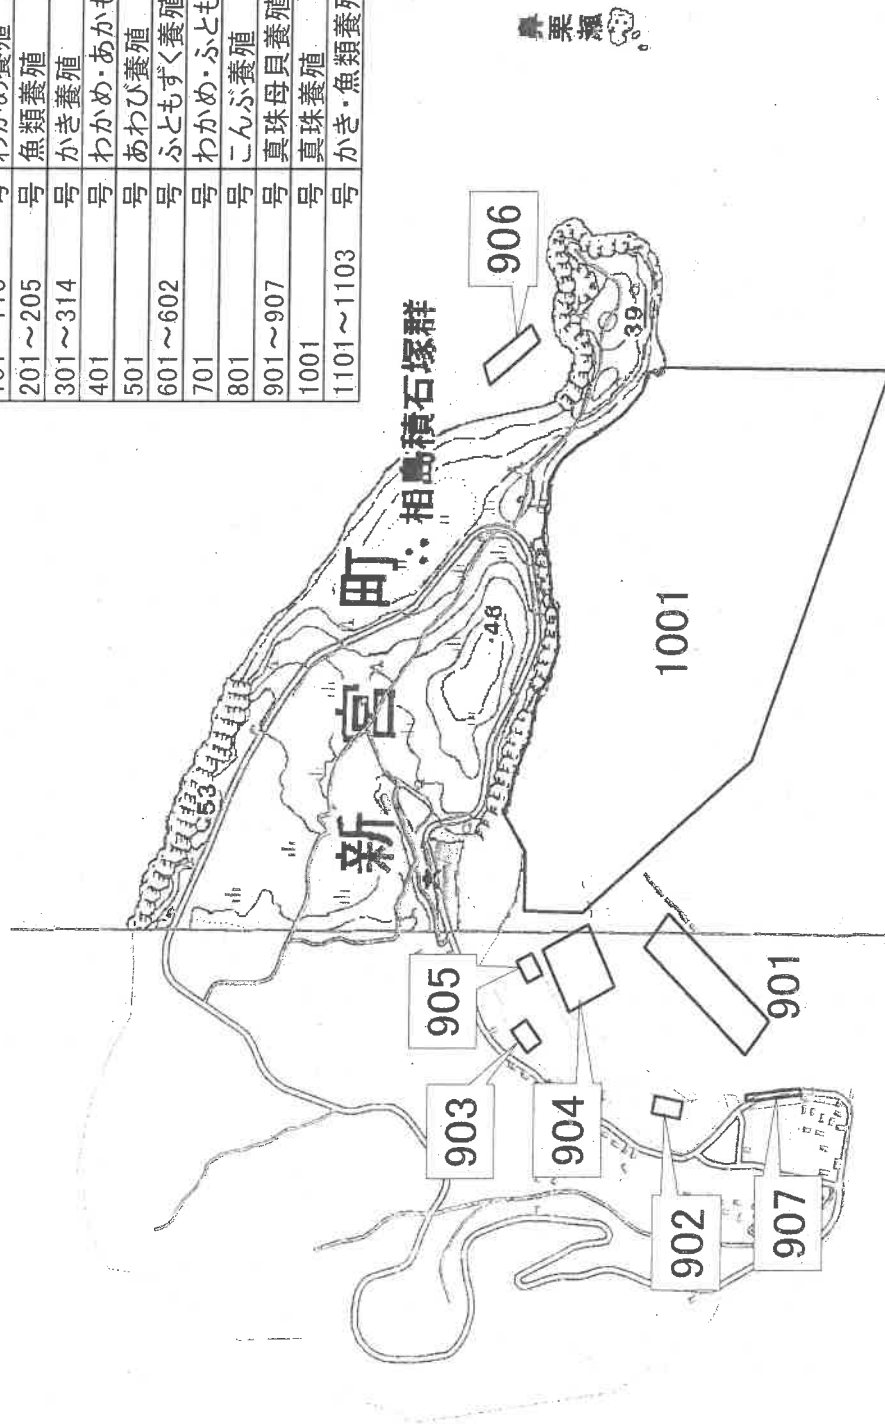 201~205 号 魚類養殖
301~314 号 かき養殖
401 号 わかめ・あかも
501 号 あわび養殖
601~602 号 ふともずく養殖
701 号 わかめ・ふとも
801 号 こんぶ養殖
901~907 号 真珠母貝養殖
1001 号 真珠養殖
1101~1103 号 かき・魚類養殖
鼻栗瀬
906
39
相島積石塚群
新宮町
53
48
1001
905
903
904
901
902
907